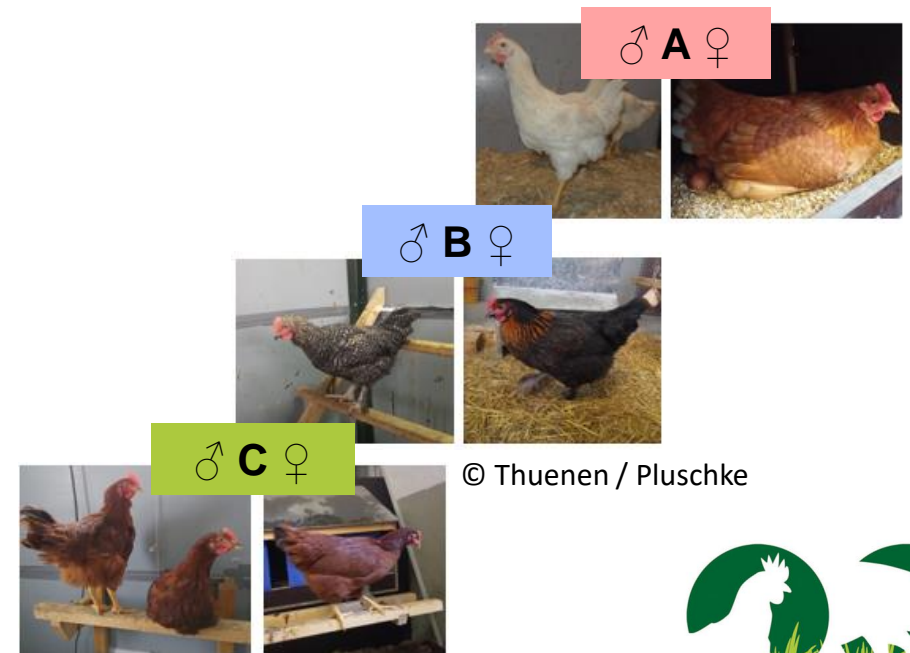 ♂ A ♀
♂ B ♀
♂ C ♀
© Thuenen / Pluschke